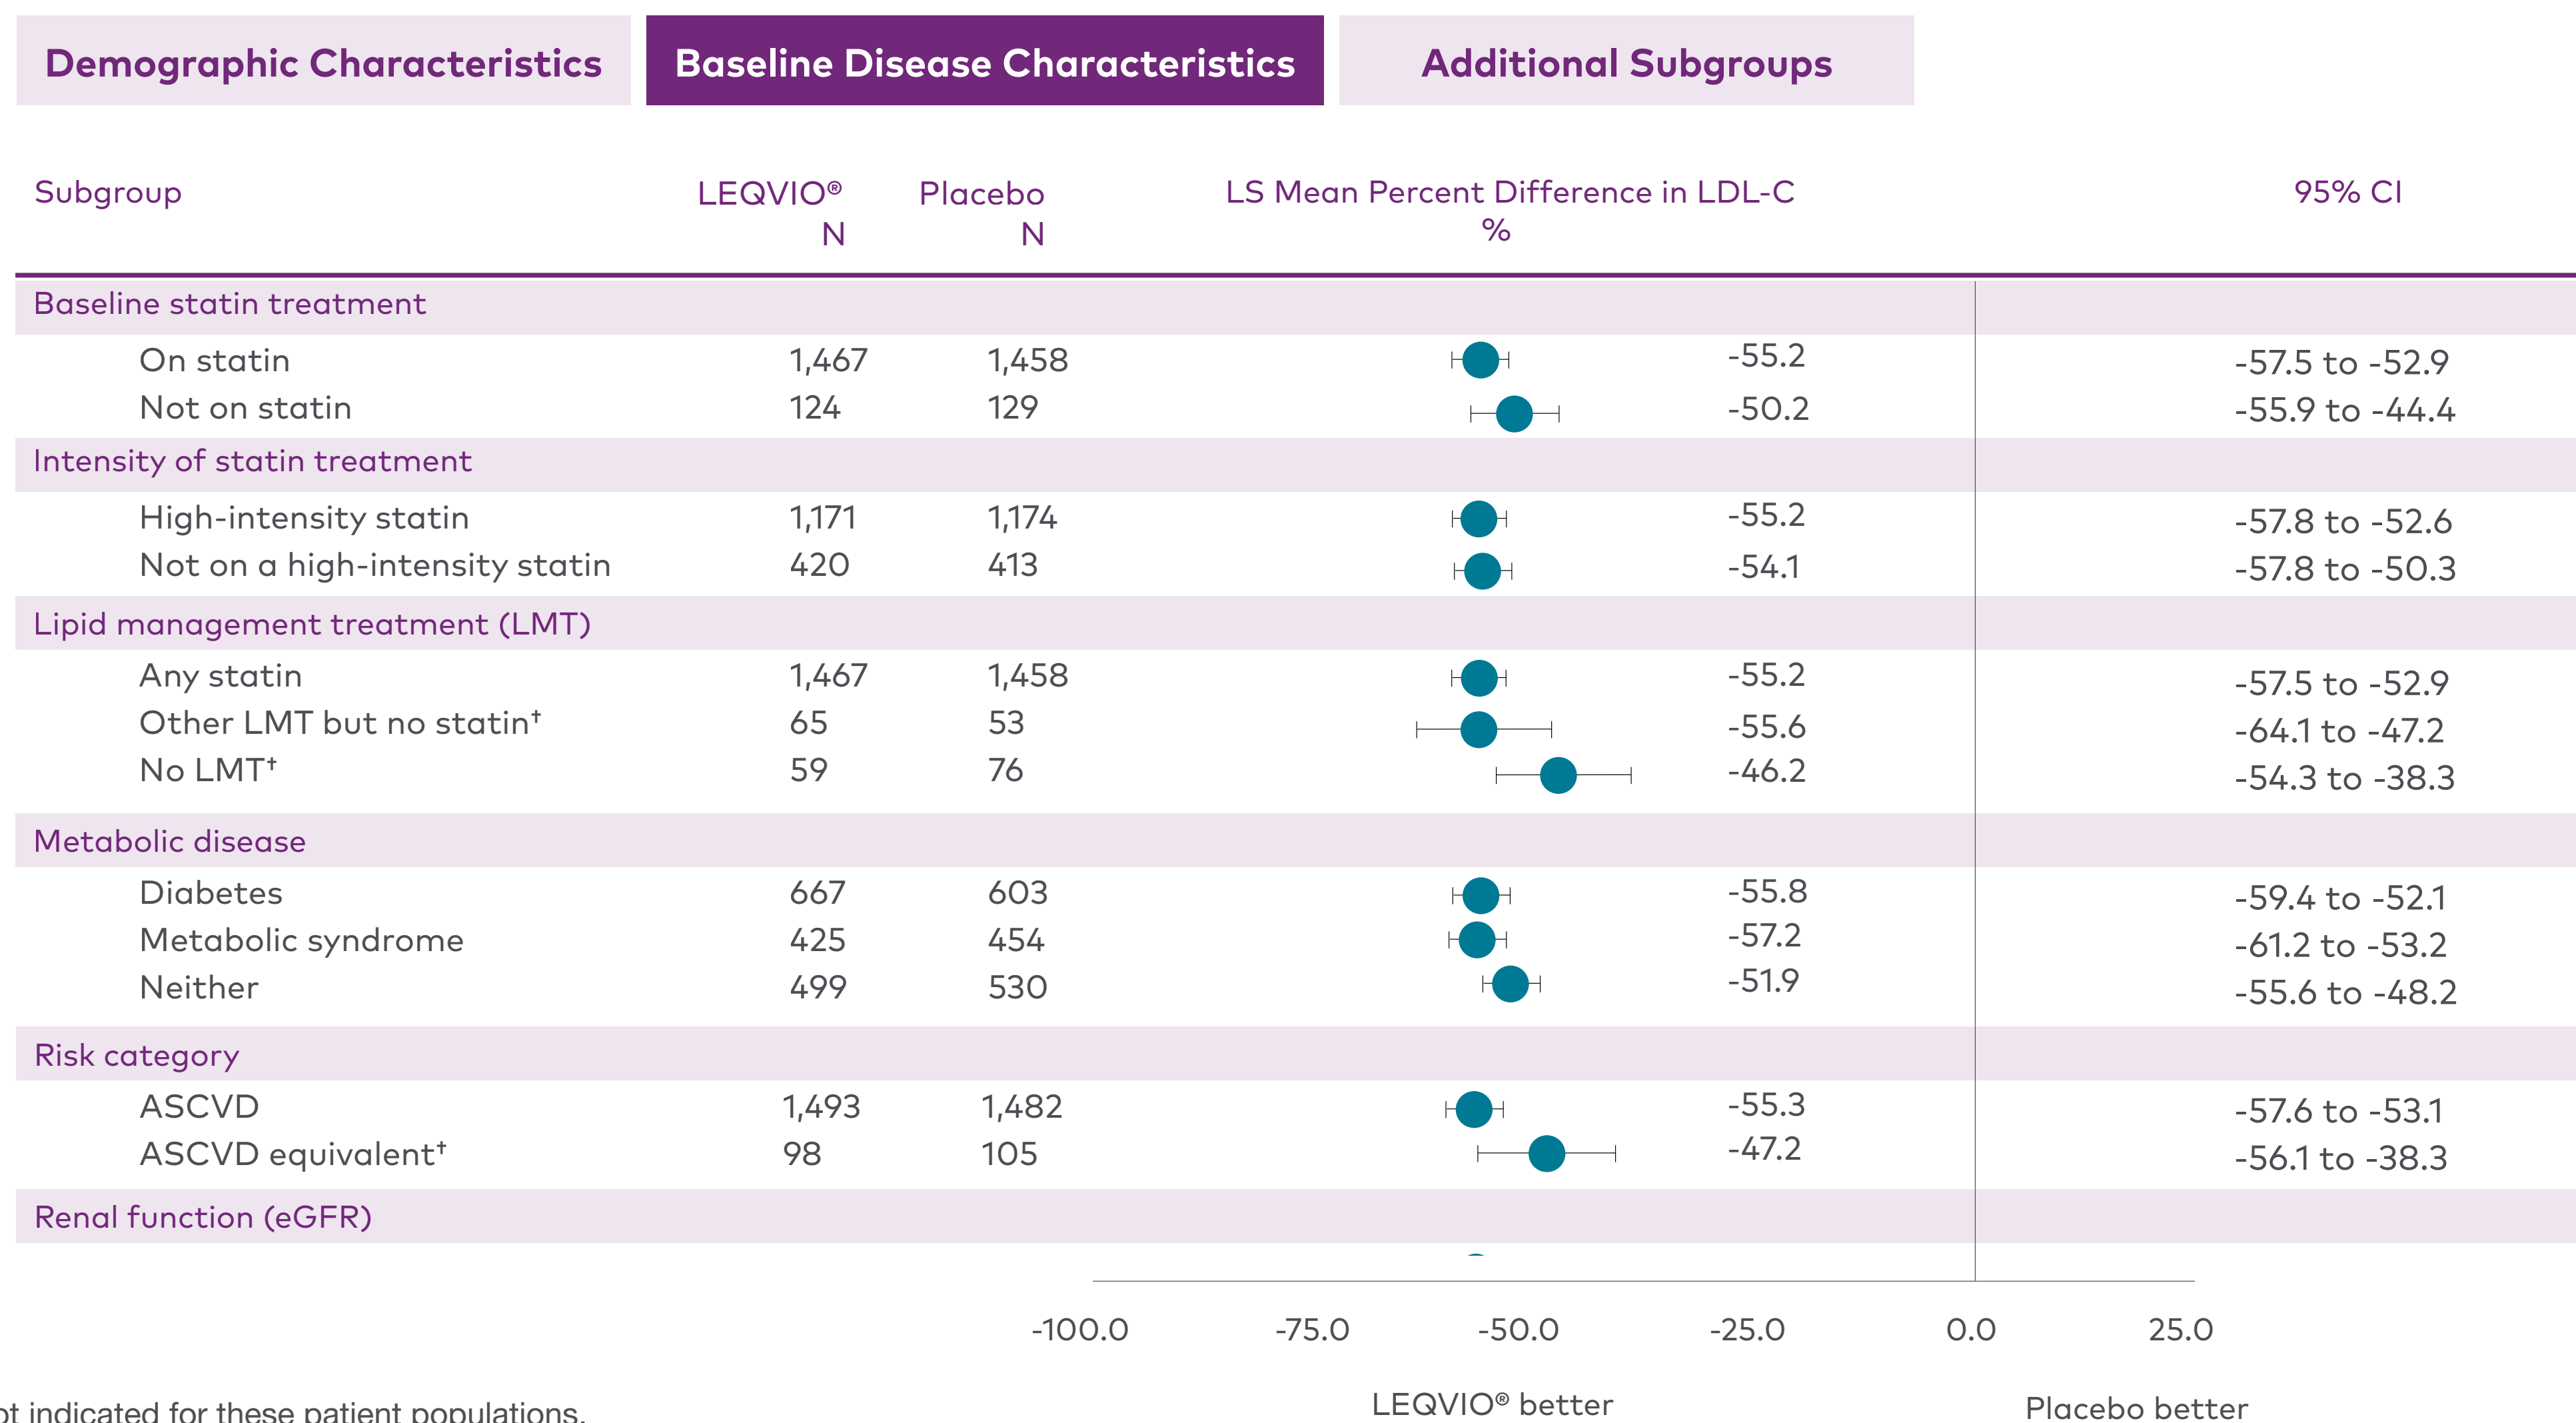 Demographic Characteristics Baseline Disease Characteristics Additional Subgroups
Subgroup LEQVIO® Placebo LS Mean Percent Difference in LDL-C 95% CI
N N %
Baseline statin treatment
On statin 1,467 1,458 -55.2 -57.5 to -52.9
Not on statin 124 129 -50.2 -55.9 to -44.4
Intensity of statin treatment
High-intensity statin 1,171 1,174 -55.2 -57.8 to -52.6
Not on a high-intensity statin 420 413 -54.1 -57.8 to -50.3
Lipid management treatment (LMT)
Any statin 1,467 1,458 -55.2 -57.5 to -52.9
Other LMT but no statin† 65 53 -55.6 -64.1 to -47.2
No LMT† 59 76 -46.2 -54.3 to -38.3
Metabolic disease
Diabetes 667 603 -55.8 -59.4 to -52.1
Metabolic syndrome 425 454 -57.2 -61.2 to -53.2
Neither 499 530 -51.9 -55.6 to -48.2
Risk category
ASCVD 1,493 1,482 -55.3 -57.6 to -53.1
ASCVD equivalent† 98 105 -47.2 -56.1 to -38.3
Renal function (eGFR)
-100.0 -75.0 -50.0 -25.0 0.0 25.0
LEQVIO® better Placebo better
indicated for these patient populations.